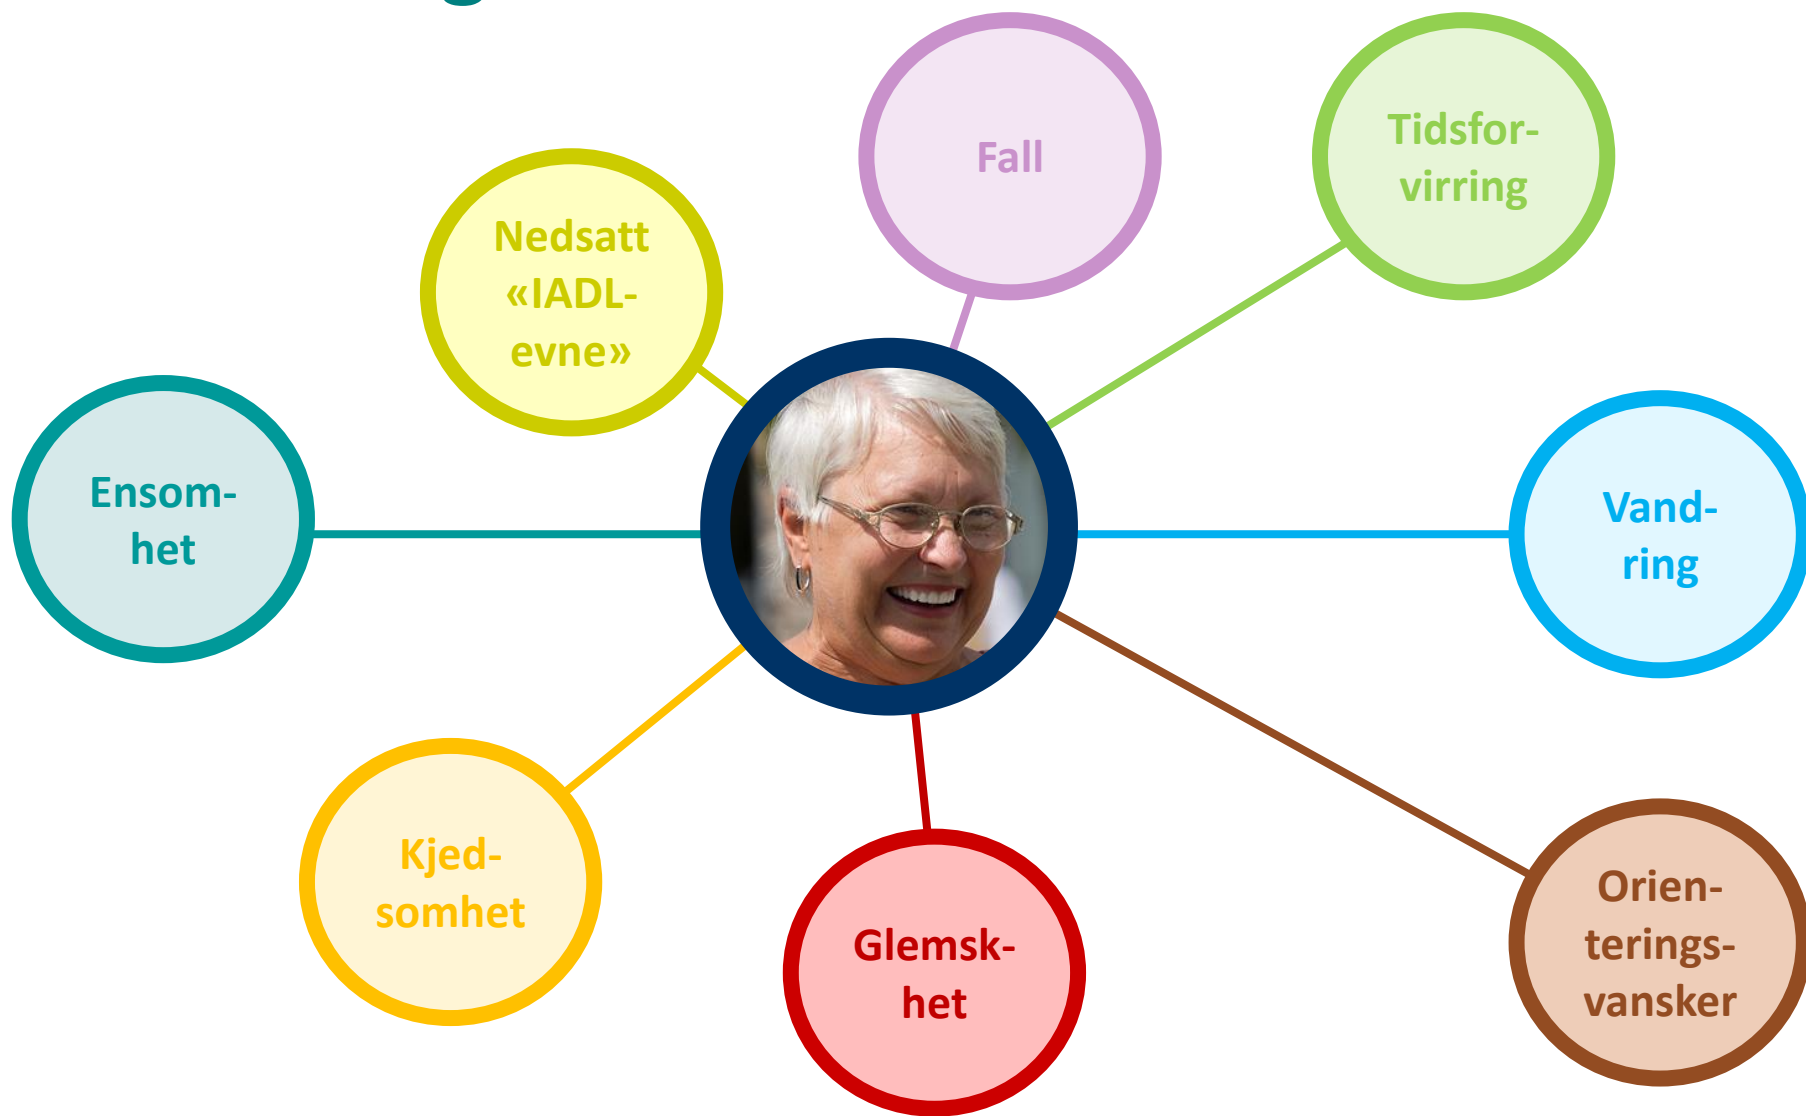 Fall
Tidsfor-
virring
Nedsatt
«IADL-
evne»
Ensom-
het
Vand-
ring
Kjed-
somhet
Glemsk-
het
Orien-
terings-
vansker